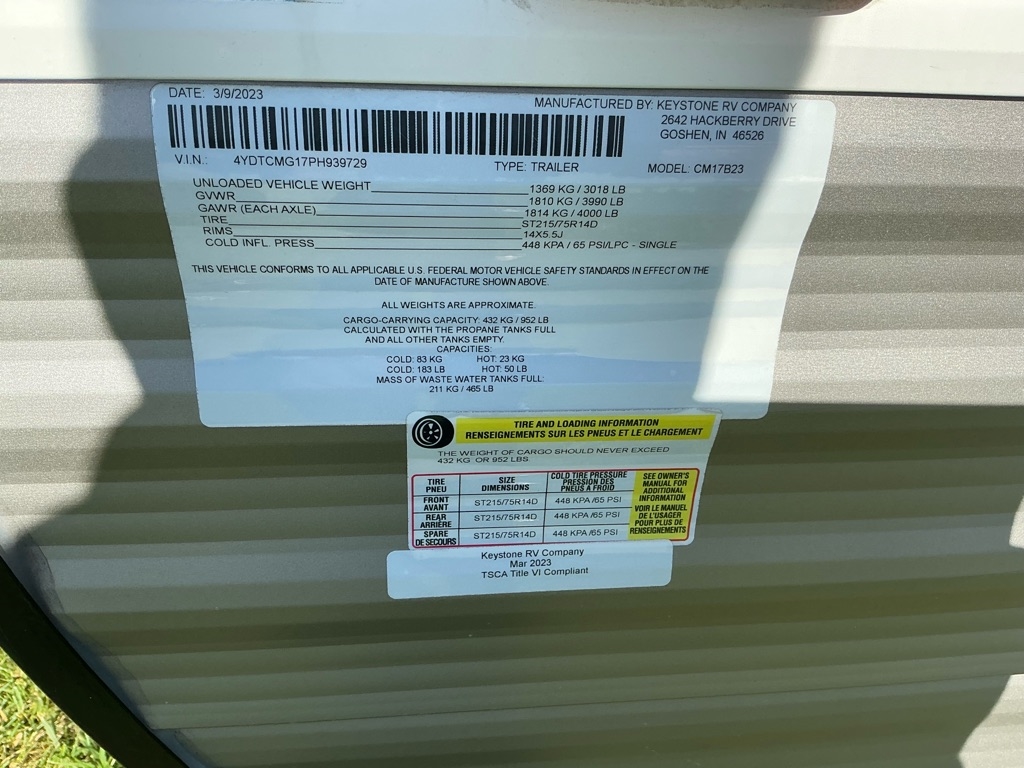 DATE: 3/9/2023
MANUFACTURED BY: KEYSTONE RV COMPANY
2642 HACKBERRY DRIVE
GOSHEN, IN 46526
V.I.N.: 4YDTCMG17PH939729 TYPE: TRAILER MODEL: CM17B23
UNLOADED VEHICLE WEIGHT 1369 KG / 3018 LB
GVWR 1810 KG / 3990 LB
GAWR (EACH AXLE) 1814 KG / 4000 LB
TIRE ST215/75R14D
RIMS 14X5.5J
COLD INFL. PRESS 448 KPA / 65 PSI/LPC - SINGLE
THIS VEHICLE CONFORMS TO ALL APPLICABLE U.S. FEDERAL MOTOR VEHICLE SAFETY STANDARDS IN EFFECT ON THE
DATE OF MANUFACTURE SHOWN ABOVE.
ALL WEIGHTS ARE APPROXIMATE.
CARGO-CARRYING CAPACITY: 432 KG / 952 LB
CALCULATED WITH THE PROPANE TANKS FULL
AND ALL OTHER TANKS EMPTY.
CAPACITIES:
COLD: 83 KG HOT: 23 KG
COLD: 183 LB HOT: 50 LB
MASS OF WASTE WATER TANKS FULL:
211 KG / 465 LB
TIRE AND LOADING INFORMATION
RENSEIGNEMENTS SUR LES PNEUS ET LE CHARGEMENT
THE WEIGHT OF CARGO SHOULD NEVER EXCEED
432 KG OR 952 LBS
TIRE
PNEU
SIZE
DIMENSIONS
COLD TIRE PRESSURE
PRESSION DES
PNEUS A FROID
FRONT
AVANT
ST215/75R14D
448 KPA /65 PSI
REAR
ARRIÈRE
ST215/75R14D
448 KPA /65 PSI
SPARE
DE SECOURS
ST215/75R14D
448 KPA /65 PSI
SEE OWNER'S
MANUAL FOR
ADDITIONAL
INFORMATION
VOIR LE MANUEL
DE L'USAGER
POUR PLUS DE
RENSEIGNEMENTS
Keystone RV Company
Mar 2023
TSCA Title VI Compliant